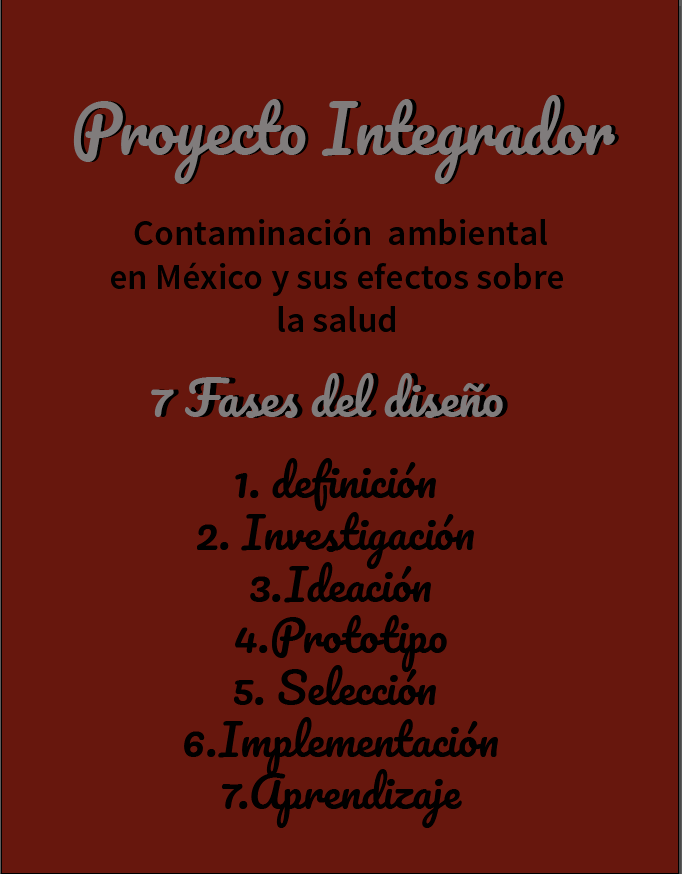 Proyecto Integrador
Contaminación ambiental
en México y sus efectos sobre
la salud
7 Fases del diseño
1. definición
2. Investigación
3.Ideación
4.Prototipo
5. Selección
6.Implementación
7.Aprendizaje